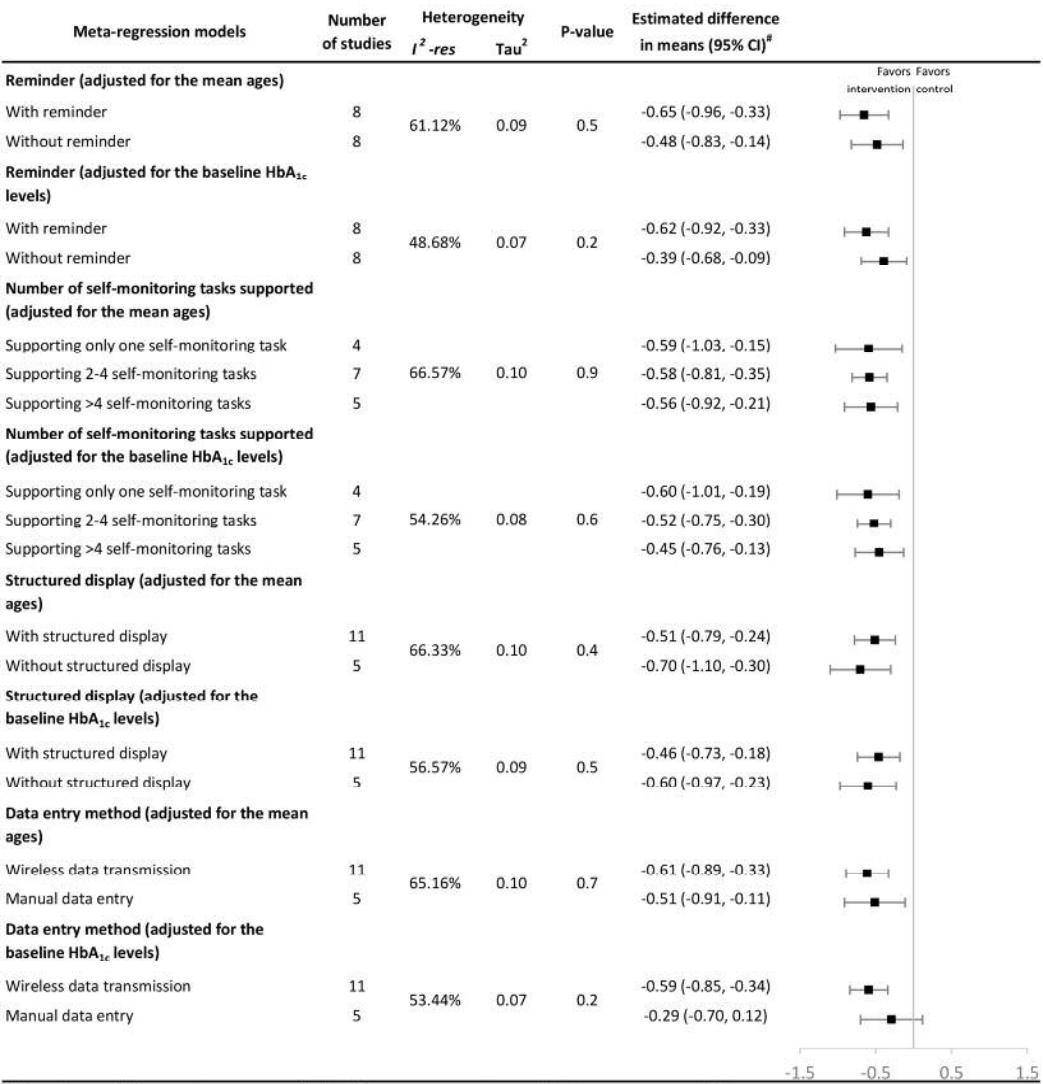 Meta-regression models Number of studies Heterogeneity I² -res Tau² P-value Estimated difference in means (95% CI)#
Favors Favors
intervention control
Reminder (adjusted for the mean ages)
With reminder 8 -0.65 (-0.96, -0.33)
61.12% 0.09 0.5
Without reminder 8 -0.48 (-0.83, -0.14)
Reminder (adjusted for the baseline HbA1c
levels)
With reminder 8 -0.62 (-0.92, -0.33)
48.68% 0.07 0.2
Without reminder 8 -0.39 (-0.68, -0.09)
Number of self-monitoring tasks supported
(adjusted for the mean ages)
Supporting only one self-monitoring task 4 -0.59 (-1.03, -0.15)
Supporting 2-4 self-monitoring tasks 7 66.57% 0.10 0.9 -0.58 (-0.81, -0.35)
Supporting >4 self-monitoring tasks 5 -0.56 (-0.92, -0.21)
Number of self-monitoring tasks supported
(adjusted for the baseline HbA1c levels)
Supporting only one self-monitoring task 4 -0.60 (-1.01, -0.19)
Supporting 2-4 self-monitoring tasks 7 54.26% 0.08 0.6 -0.52 (-0.75, -0.30)
Supporting >4 self-monitoring tasks 5 -0.45 (-0.76, -0.13)
Structured display (adjusted for the mean
ages)
With structured display 11 -0.51 (-0.79, -0.24)
66.33% 0.10 0.4
Without structured display 5 -0.70 (-1.10, -0.30)
Structured display (adjusted for the
baseline HbA1c levels)
With structured display 11 -0.46 (-0.73, -0.18)
56.57% 0.09 0.5
Without structured display 5 -0.60 (-0.97, -0.23)
Data entry method (adjusted for the mean
ages)
Wireless data transmission 11 -0.61 (-0.89, -0.33)
65.16% 0.10 0.7
Manual data entry 5 -0.51 (-0.91, -0.11)
Data entry method (adjusted for the
baseline HbA1c levels)
Wireless data transmission 11 -0.59 (-0.85, -0.34)
53.44% 0.07 0.2
Manual data entry 5 -0.29 (-0.70, 0.12)
-1.5 -0.5 0.5 1.5